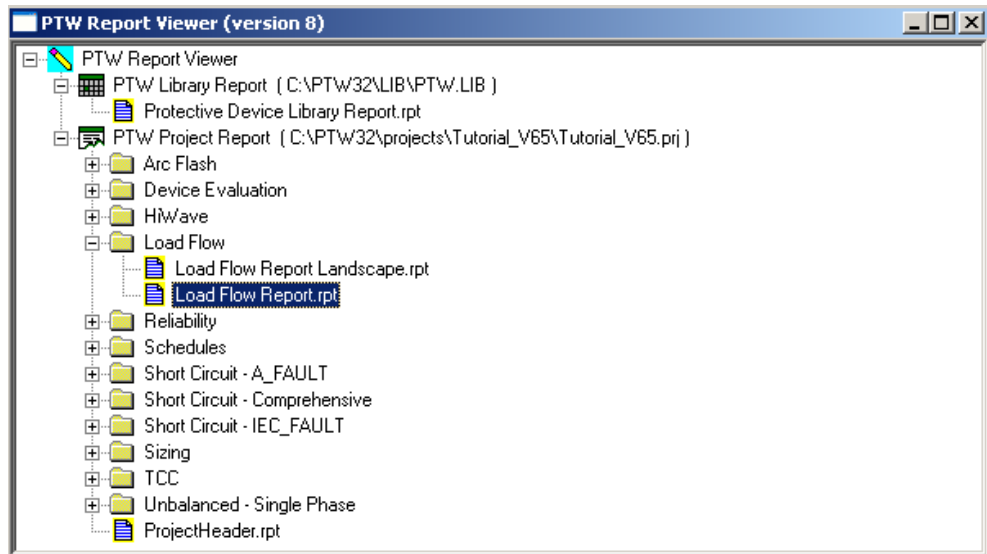 PTW Report Viewer (version 8)
PTW Report Viewer
PTW Library Report ( C:\PTW32\LIB\PTW.LIB )
Protective Device Library Report.rpt
PTW Project Report ( C:\PTW32\projects\Tutorial_V65\Tutorial_V65.prj )
Arc Flash
Device Evaluation
HiWave
Load Flow
Load Flow Report Landscape.rpt
Load Flow Report.rpt
Reliability
Schedules
Short Circuit - A_FAULT
Short Circuit - Comprehensive
Short Circuit - IEC_FAULT
Sizing
TCC
Unbalanced - Single Phase
ProjectHeader.rpt